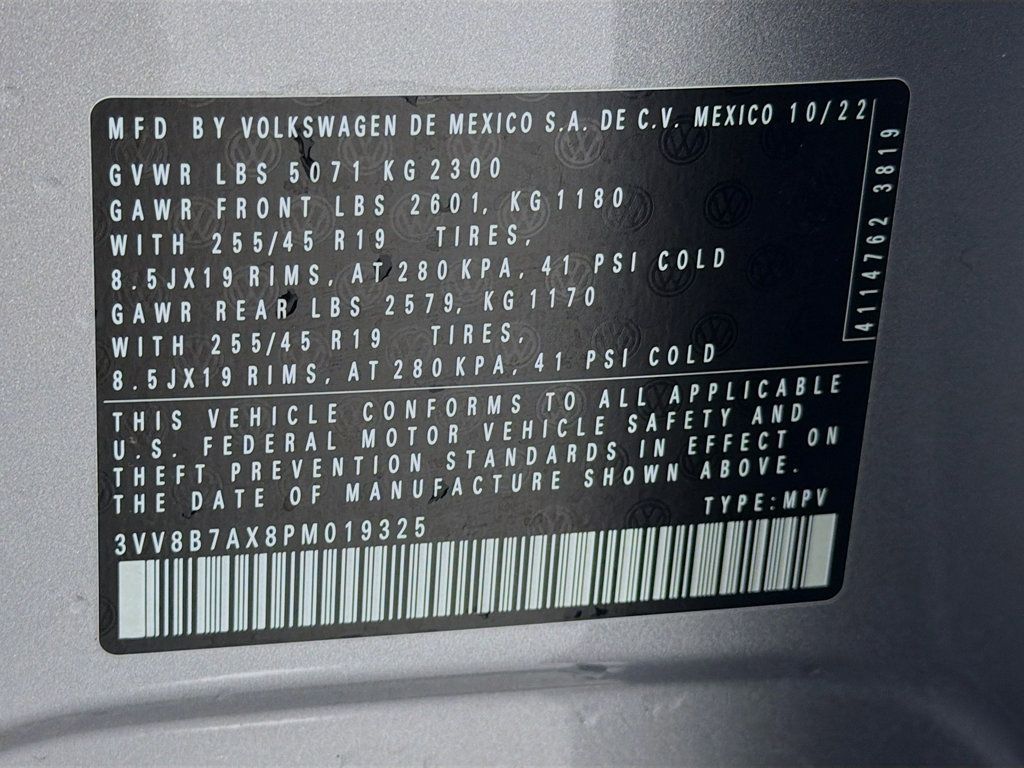 MFD BY VOLKSWAGEN DE MEXICO S.A. DE C.V. MEXICO 10/22
GVWR LBS 5071 KG 2300
GAWR FRONT LBS 2601, KG 1180
WITH 255/45 R19 TIRES,
8.5JX19 RIMS, AT 280 KPA, 41 PSI COLD
GAWR REAR LBS 2579, KG 1170
WITH 255/45 R19 TIRES,
8.5JX19 RIMS, AT 280 KPA, 41 PSI COLD
4114762 3819
THIS VEHICLE CONFORMS TO ALL APPLICABLE
U.S. FEDERAL MOTOR VEHICLE SAFETY AND
THEFT PREVENTION STANDARDS IN EFFECT ON
THE DATE OF MANUFACTURE SHOWN ABOVE.
TYPE: MPV
3VV8B7AX8PM019325